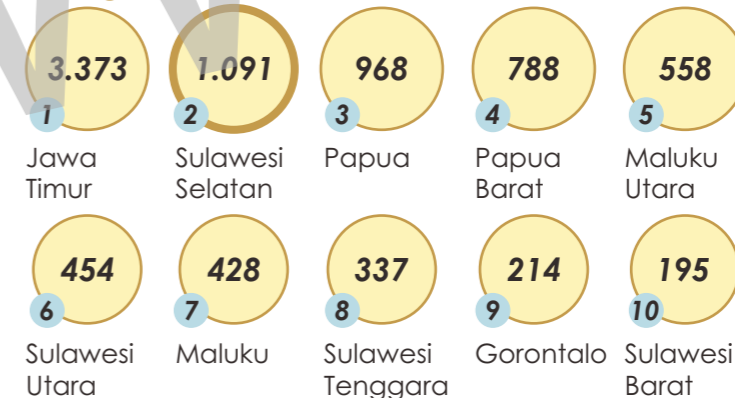 3.373 1.091 968 788 558
1 2 3 4 5
Jawa Sulawesi Papua Papua Maluku
Timur Selatan Barat Utara
454 428 337 214 195
6 7 8 9 10
Sulawesi Maluku Sulawesi Gorontalo Sulawesi
Utara Tenggara Barat